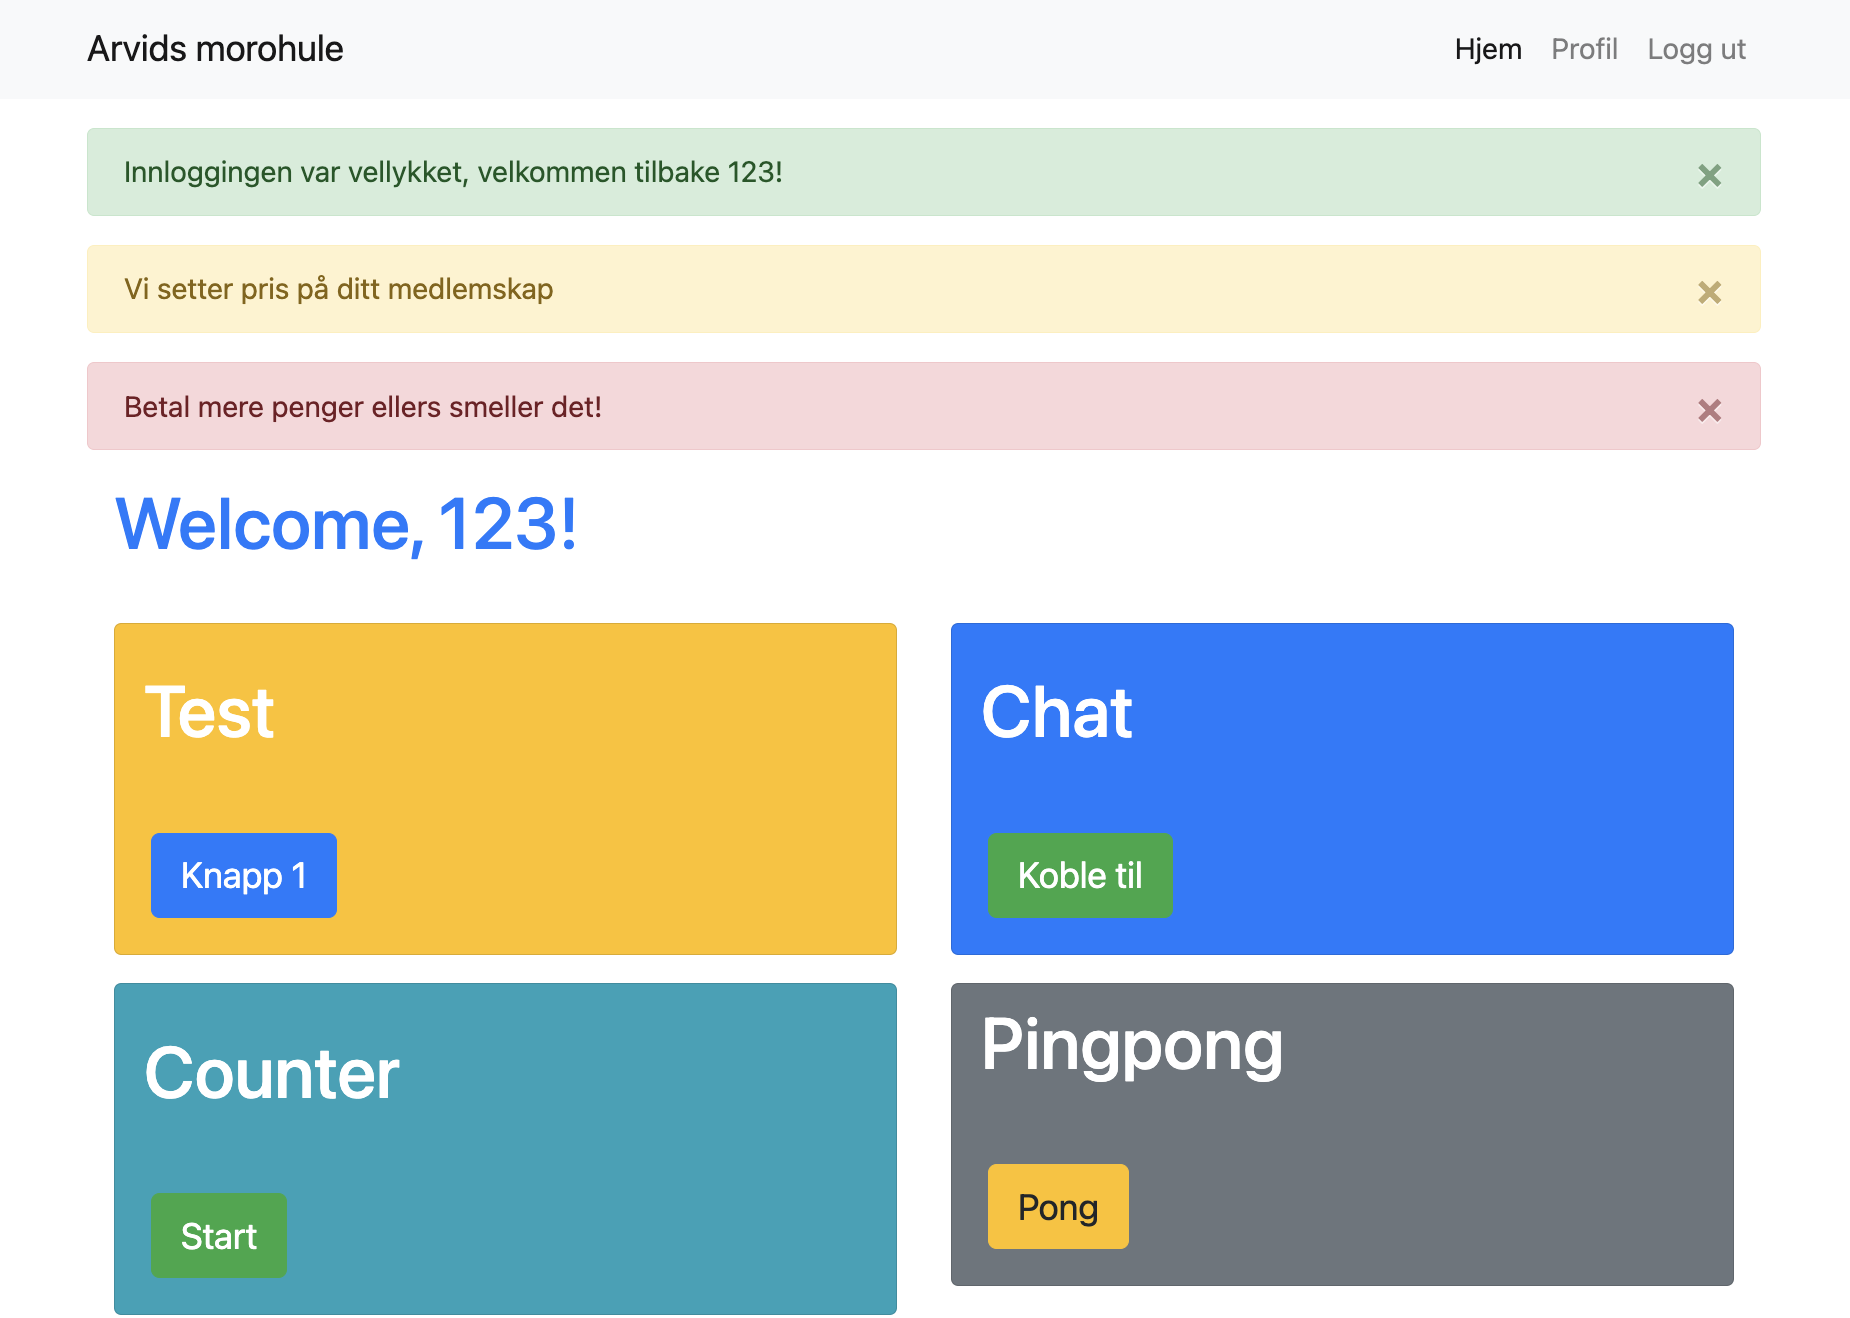 Arvids morohule
Hjem Profil Logg ut
Innloggingen var vellykket, velkommen tilbake 123!
Vi setter pris på ditt medlemskap
Betal mere penger ellers smeller det!
Welcome, 123!
Test
Knapp 1
Chat
Koble til
Counter
Start
Pingpong
Pong